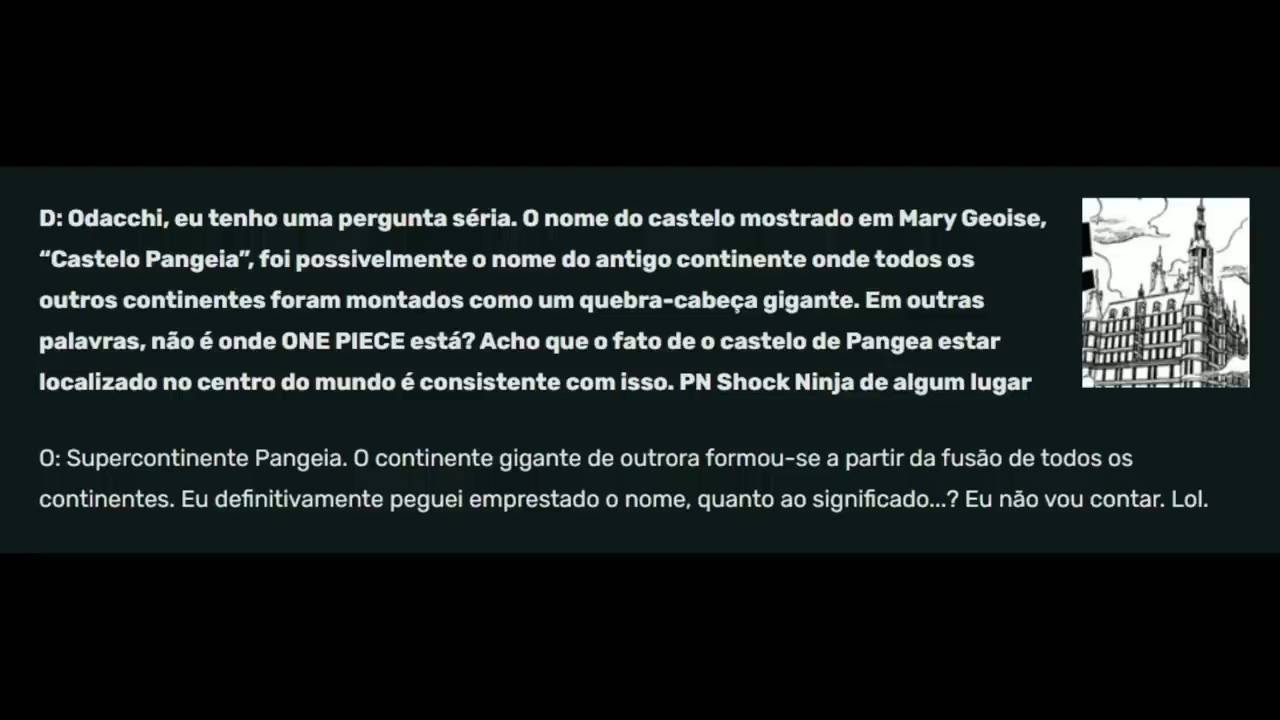 D: Odacchi, eu tenho uma pergunta séria. O nome do castelo mostrado em Mary Geoise,
“Castelo Pangeia”, foi possivelmente o nome do antigo continente onde todos os
outros continentes foram montados como um quebra-cabeça gigante. Em outras
palavras, não é onde ONE PIECE está? Acho que o fato de o castelo de Pangea estar
localizado no centro do mundo é consistente com isso. PN Shock Ninja de algum lugar
O: Supercontinente Pangeia. O continente gigante de outrora formou-se a partir da fusão de todos os
continentes. Eu definitivamente peguei emprestado o nome, quanto ao significado...? Eu não vou contar. Lol.